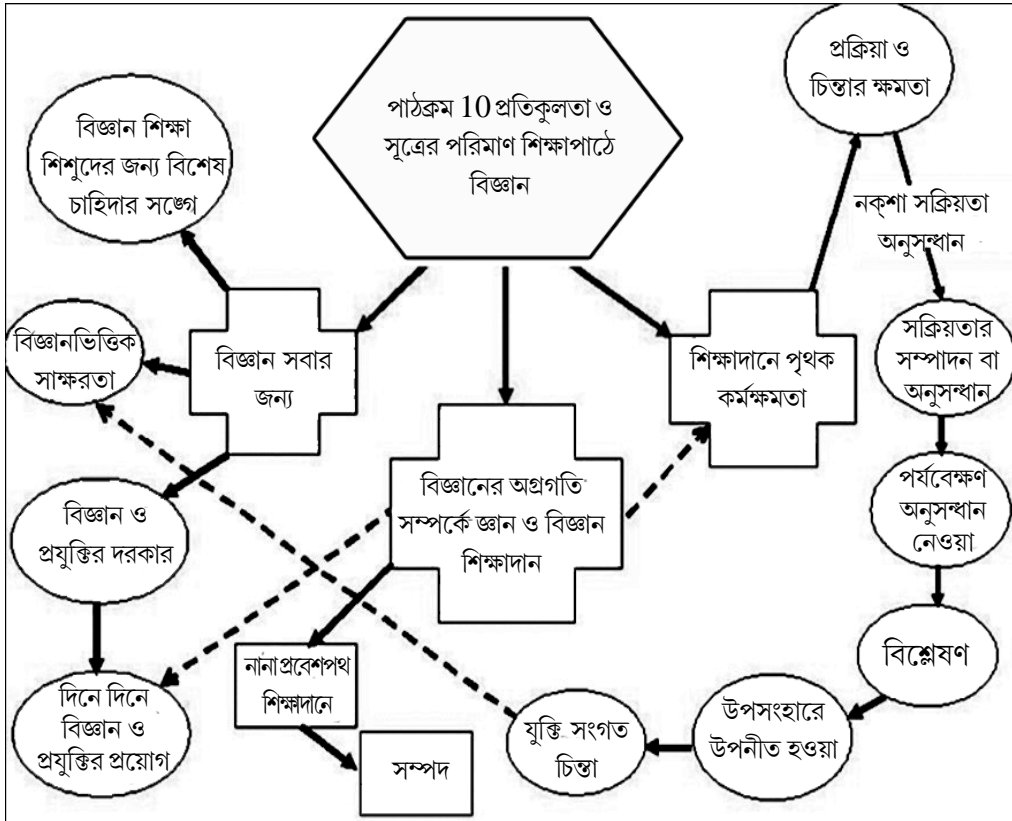 পাঠক্রম 10 প্রতিকুলতা ও
সূত্রের পরিমাণ শিক্ষাপাঠে
বিজ্ঞান
প্রক্রিয়া ও
চিন্তার ক্ষমতা
বিজ্ঞান শিক্ষা
শিশুদের জন্য বিশেষ
চাহিদার সঙ্গে
নক্শা সক্রিয়তা
অনুসন্ধান
বিজ্ঞানভিত্তিক
সাক্ষরতা
বিজ্ঞান সবার
জন্য
শিক্ষাদানে পৃথক
কর্মক্ষমতা
সক্রিয়তার
সম্পাদন বা
অনুসন্ধান
বিজ্ঞানের অগ্রগতি
সম্পর্কে জ্ঞান ও বিজ্ঞান
শিক্ষাদান
পর্যবেক্ষণ
অনুসন্ধান
নেওয়া
বিজ্ঞান ও
প্রযুক্তির দরকার
নানা প্রবেশপথ
শিক্ষাদানে
বিশ্লেষণ
দিনে দিনে
বিজ্ঞান ও
প্রযুক্তির প্রয়োগ
সম্পদ
যুক্তি সংগত
চিন্তা
উপসংহারে
উপনীত হওয়া